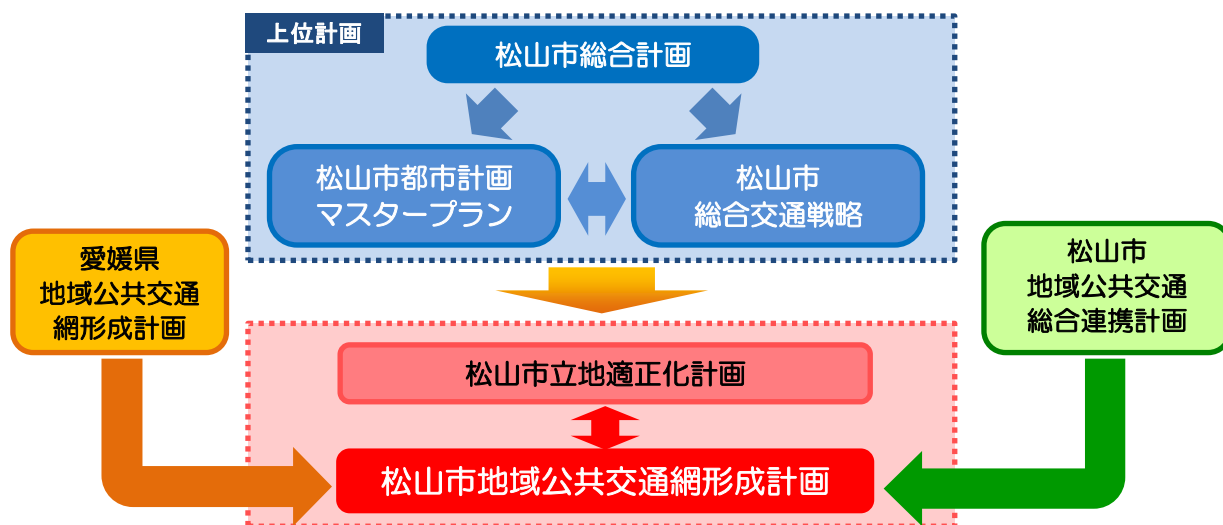 上位計画
松山市総合計画
松山市都市計画
マスタープラン
松山市
総合交通戦略
愛媛県
地域公共交通
網形成計画
松山市
地域公共交通
総合連携計画
松山市立地適正化計画
松山市地域公共交通網形成計画